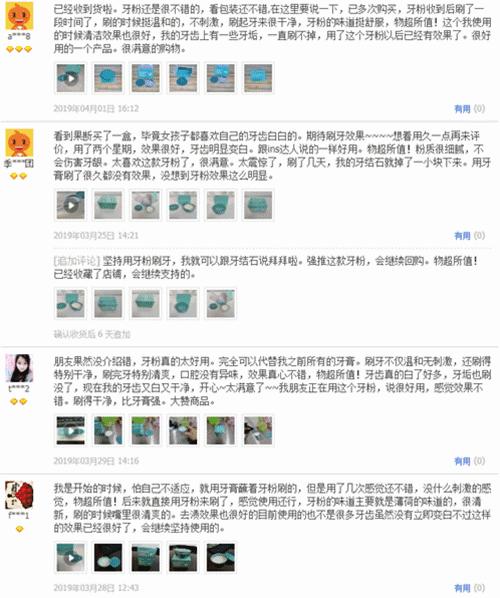 已经收到货啦。牙粉还是很不错的，看包装还不错,在这里要说一下，已多次购买，牙粉收后刷了一
段时间了，刷的时候挺温和的，不刺激，刷起牙来很干净，牙粉的味道挺舒服，物超所值！这个我使用
的时候清洁效果也很好，我的牙齿上有一些牙垢，一直刷不掉，用了这个牙粉以后已经有效果了。很好
用的一个产品。很满意的购物。
a***8
2019年04月01日 16:12
有用 (0)
看到果断买了一盒，毕竟女孩子都喜欢自己的牙齿白白的。期待刷牙效果~~~~想着用久一点再来评
价，用了两个星期，效果很好，牙齿明显变白。跟ins达人说的一样好用。物超所值！粉质很细腻，不
会伤害牙龈。太喜欢这款牙粉了，很满意。太震惊了，刷了几天，我的牙结石就掉了一小块下来。用牙
膏刷了很久都没有效果，没想到牙粉效果这么明显。
季***团
2019年03月25日 14:21
有用 (0)
[追加评论] 坚持用牙粉刷牙，我就可以跟牙结石说拜拜啦。强推这款牙粉，会继续回购。物超所值！
已经收藏了店铺，会继续支持的。
确认收货后 6 天追加
朋友果然没介绍错，牙粉真的太好用。完全可以代替我之前所有的牙膏。刷牙不仅温和无刺激，还刷得
特别干净，刷完牙特别清爽，口腔没有异味，效果真心不错，物超所值！牙齿真的白了好多，牙垢也刷
没了，现在我的牙齿又白又干净，开心~太满意了~~我朋友正在用这个牙粉，说很好用，感觉效果不
错。刷得干净，比牙膏强。大赞商品。
t***2
2019年03月29日 14:16
有用 (0)
我是开始的时候，怕自己不适应，就用牙膏蘸着牙粉刷的，但是用了几次感觉还不错，没什么刺激的感
觉，物超所值！后来就直接用牙粉来刷了，感觉使用还行，牙粉的味道主要就是薄荷的味道的，很清
新，刷的时候嘴里很清爽的。去渍效果也很好的目前使用的也不是很多牙齿虽然没有立即变白不过这样
的效果已经很好了，会继续坚持使用的。
f***1
2019年03月28日 12:43
有用 (0)